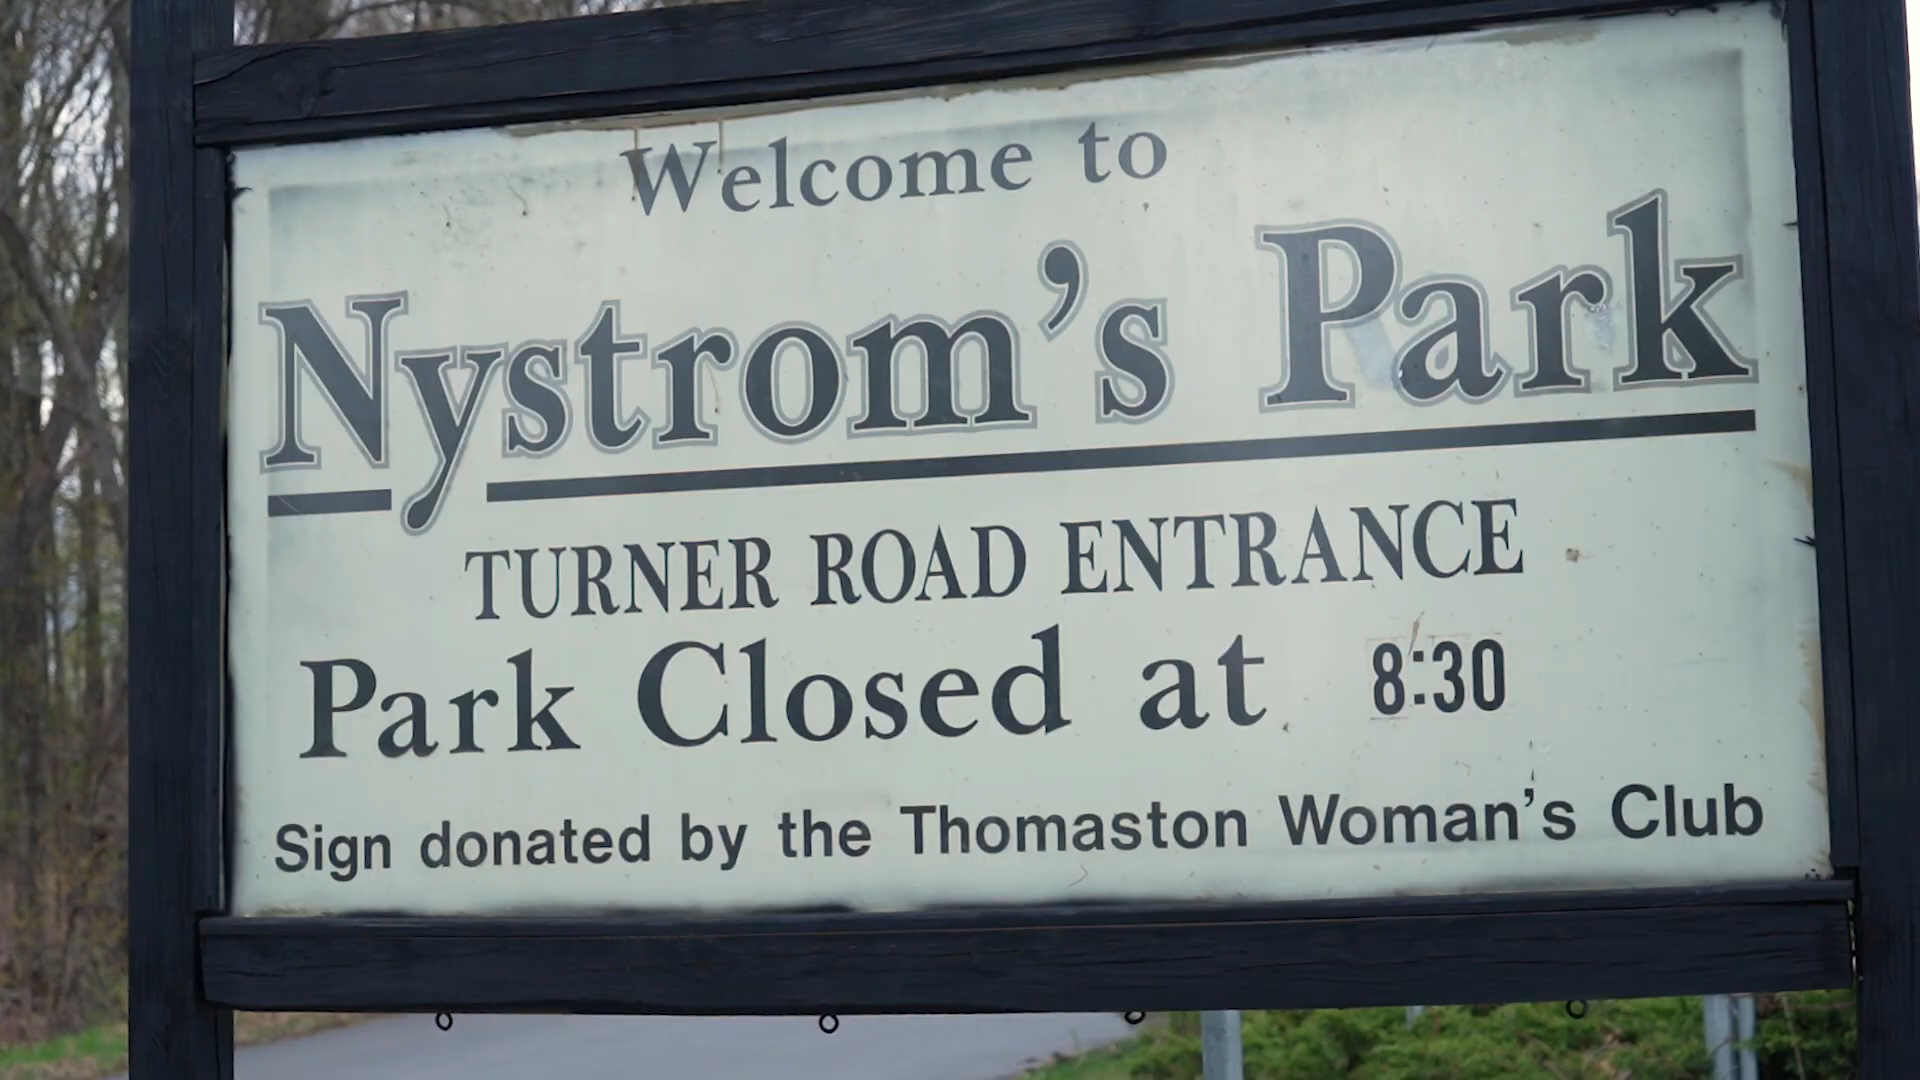 Welcome to
Nystrom's Park
TURNER ROAD ENTRANCE
Park Closed at 8:30
Sign donated by the Thomaston Woman's Club